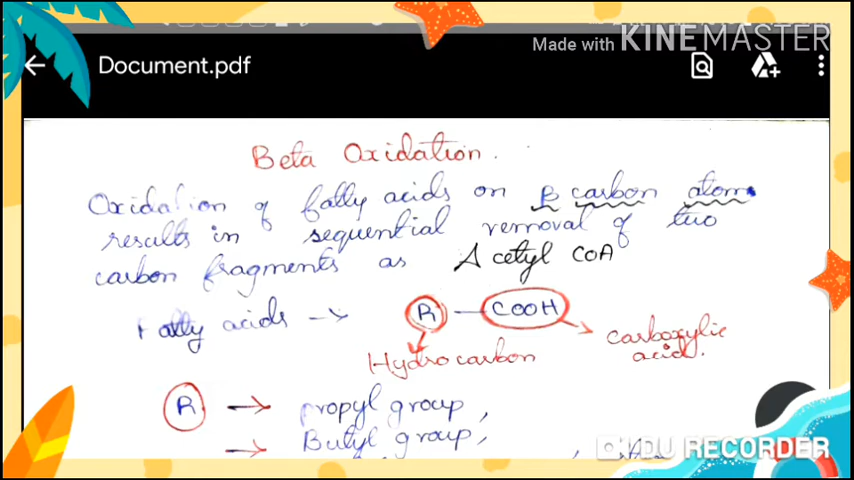 Made with KINEMASTER
Document.pdf
Beta Oxidation.
Oxidation of fatty acids on β carbon atoms
results in sequential removal of two
carbon fragments as Acetyl CoA
Fatty acids → R — COOH
Hydrocarbon
carboxylic
acid.
R → propyl group,
→ Butyl group,
DU RECORDER